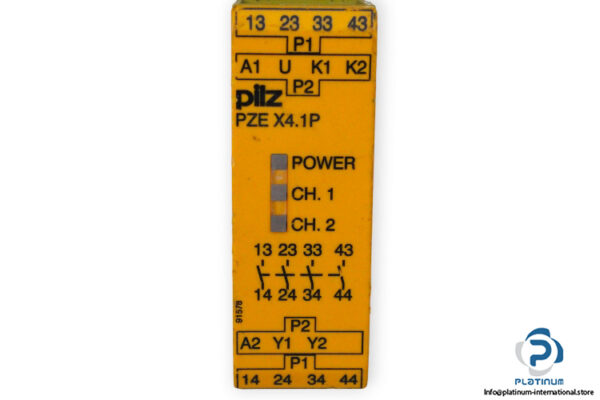 13 23 33 43
P1
A1 U K1 K2
P2
pilz
PZE X4.1P
POWER
CH. 1
CH. 2
13 23 33 43
14 24 34 44
91578
P2
A2 Y1 Y2
P1
14 24 34 44
PLATINUM
Info@platinum-international.store